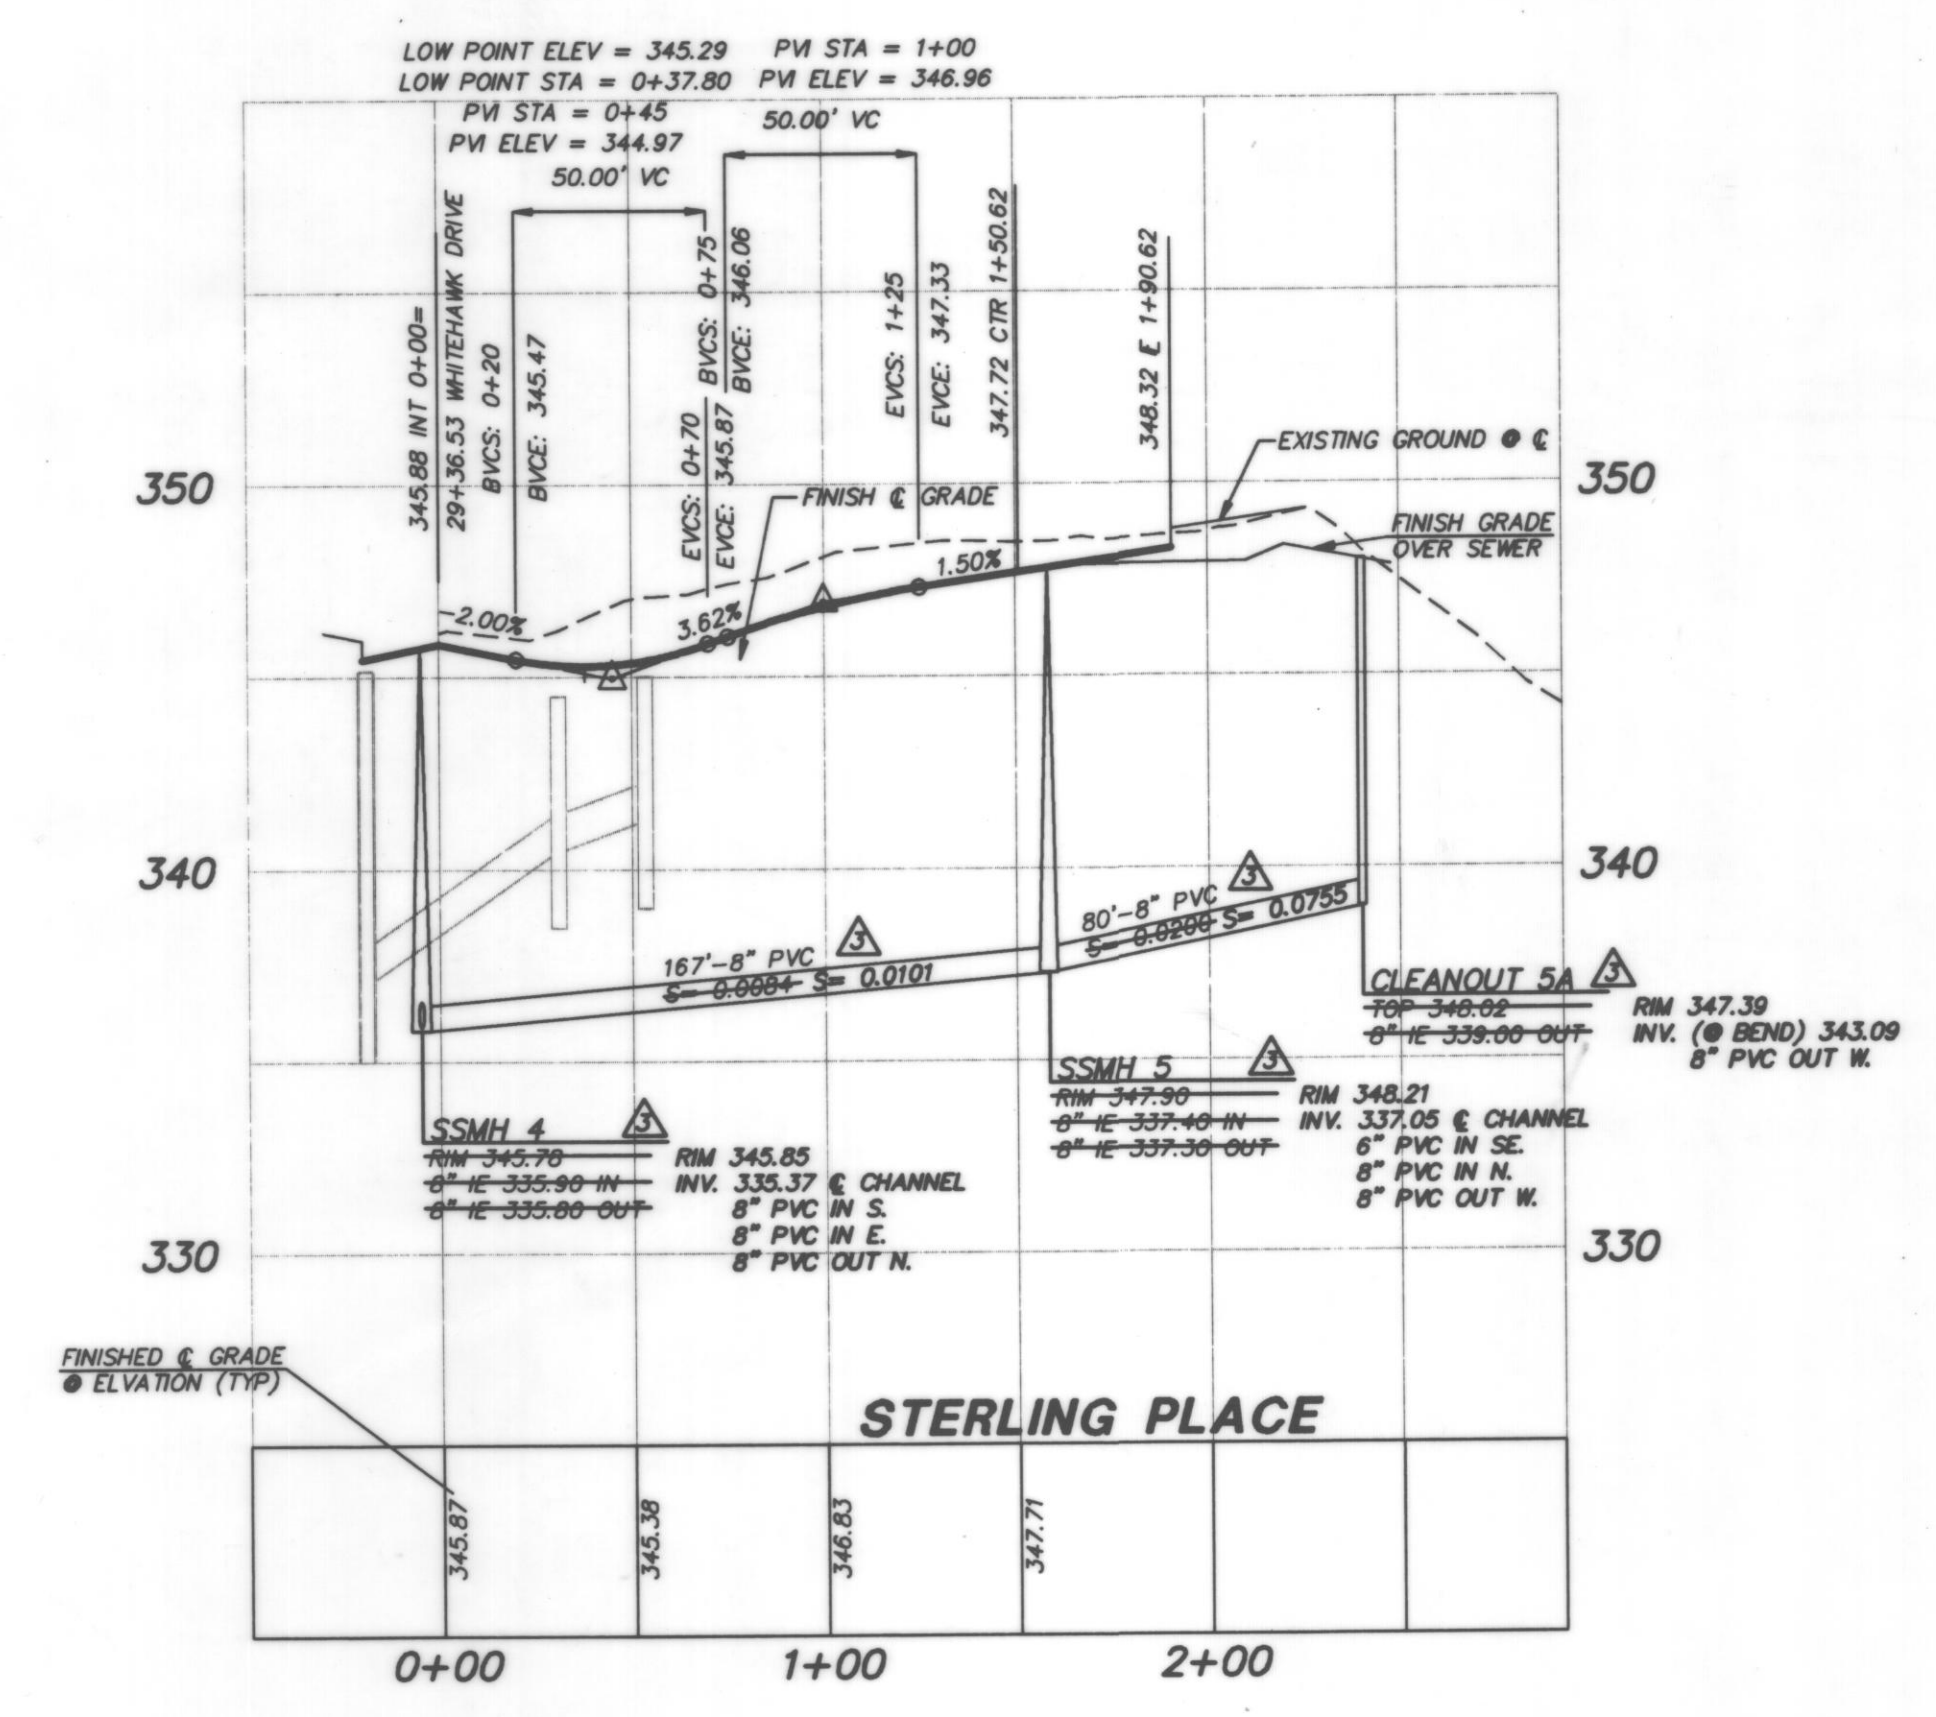 LOW POINT ELEV = 345.29
LOW POINT STA = 0+37.80
PVI STA = 0+45
PVI ELEV = 344.97
50.00' VC
PVI STA = 1+00
PVI ELEV = 346.96
50.00' VC
345.88 INT 0+00=
29+36.53 WHITEHAWK DRIVE
BVCS: 0+20
BVCE: 345.47
EVCS: 0+70
EVCE: 345.87
BVCS: 0+75
BVCE: 346.06
EVCS: 1+25
EVCE: 347.33
347.72 CTR 1+50.62
348.32 E 1+90.62
EXISTING GROUND @ ℄
350
350
FINISH ℄ GRADE
FINISH GRADE
OVER SEWER
-2.00%
3.62%
1.50%
340
340
167'-8" PVC
3
S= 0.0084 S= 0.0101
80'-8" PVC
3
S= 0.0200 S= 0.0755
CLEANOUT 5A
3
TOP 348.02
8" IE 339.00 OUT
RIM 347.39
INV. (@ BEND) 343.09
8" PVC OUT W.
SSMH 5
3
RIM 347.90
8" IE 337.40 IN
8" IE 337.30 OUT
RIM 348.21
INV. 337.05 ℄ CHANNEL
6" PVC IN SE.
8" PVC IN N.
8" PVC OUT W.
SSMH 4
3
RIM 345.78
8" IE 335.90 IN
8" IE 335.80 OUT
RIM 345.85
INV. 335.37 ℄ CHANNEL
8" PVC IN S.
8" PVC IN E.
8" PVC OUT N.
330
330
FINISHED ℄ GRADE
@ ELVATION (TYP)
STERLING PLACE
345.87
345.38
346.83
347.71
0+00
1+00
2+00